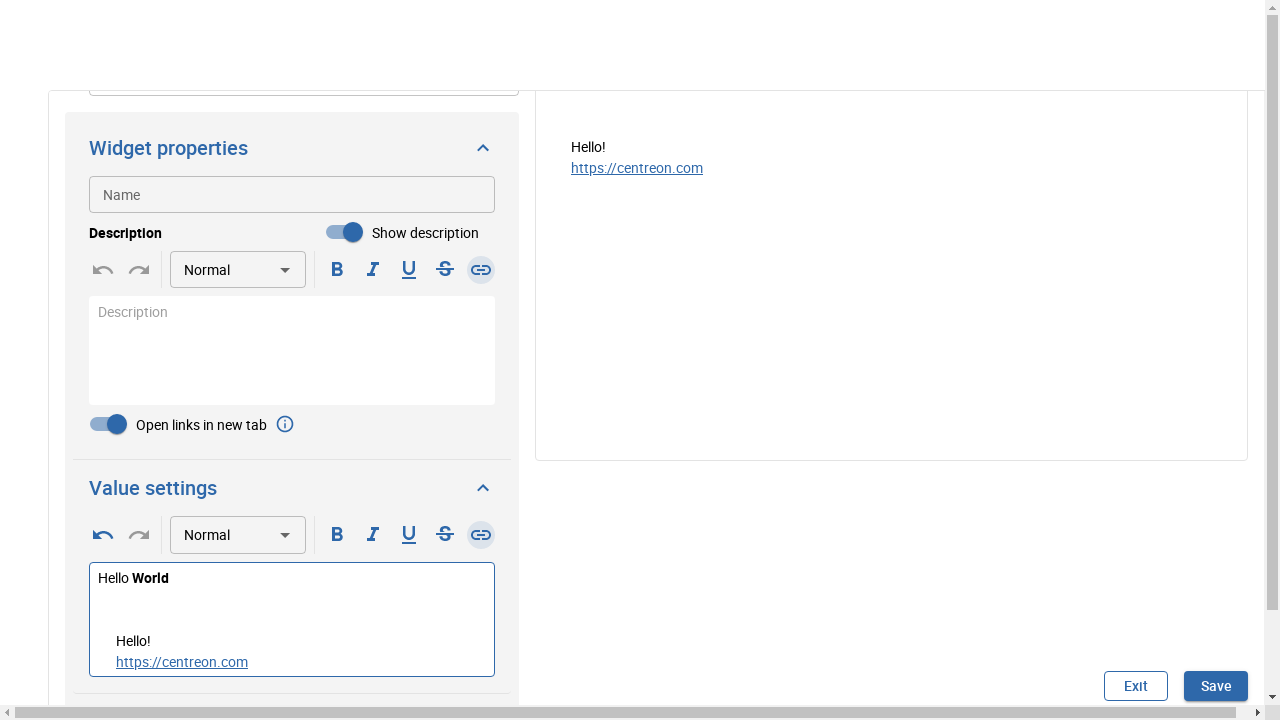 Widget properties
Name
Description
Show description
Normal
Description
Open links in new tab
Value settings
Normal
Hello World
Hello!
https://centreon.com
Hello!
https://centreon.com
Exit
Save